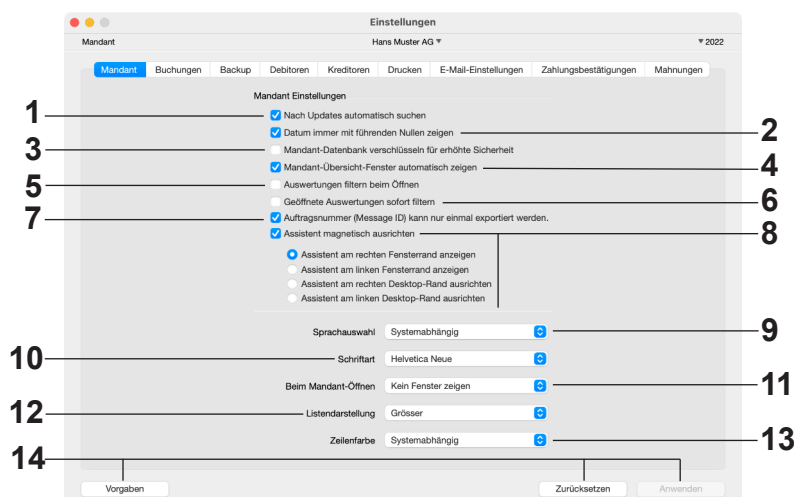 Einstellungen
Mandant Hans Muster AG ▼ ▼ 2022
Mandant Buchungen Backup Debitoren Kreditoren Drucken E-Mail-Einstellungen Zahlungsbestätigungen Mahnungen
Mandant Einstellungen
1 Nach Updates automatisch suchen
Datum immer mit führenden Nullen zeigen 2
3 Mandant-Datenbank verschlüsseln für erhöhte Sicherheit
Mandant-Übersicht-Fenster automatisch zeigen 4
5 Auswertungen filtern beim Öffnen
Geöffnete Auswertungen sofort filtern 6
7 Auftragsnummer (Message ID) kann nur einmal exportiert werden.
Assistent magnetisch ausrichten 8
Assistent am rechten Fensterrand anzeigen
Assistent am linken Fensterrand anzeigen
Assistent am rechten Desktop-Rand ausrichten
Assistent am linken Desktop-Rand ausrichten
Sprachauswahl Systemabhängig 9
10 Schriftart Helvetica Neue
Beim Mandant-Öffnen Kein Fenster zeigen 11
12 Listendarstellung Grösser
Zeilenfarbe Systemabhängig 13
14
Vorgaben Zurücksetzen Anwenden